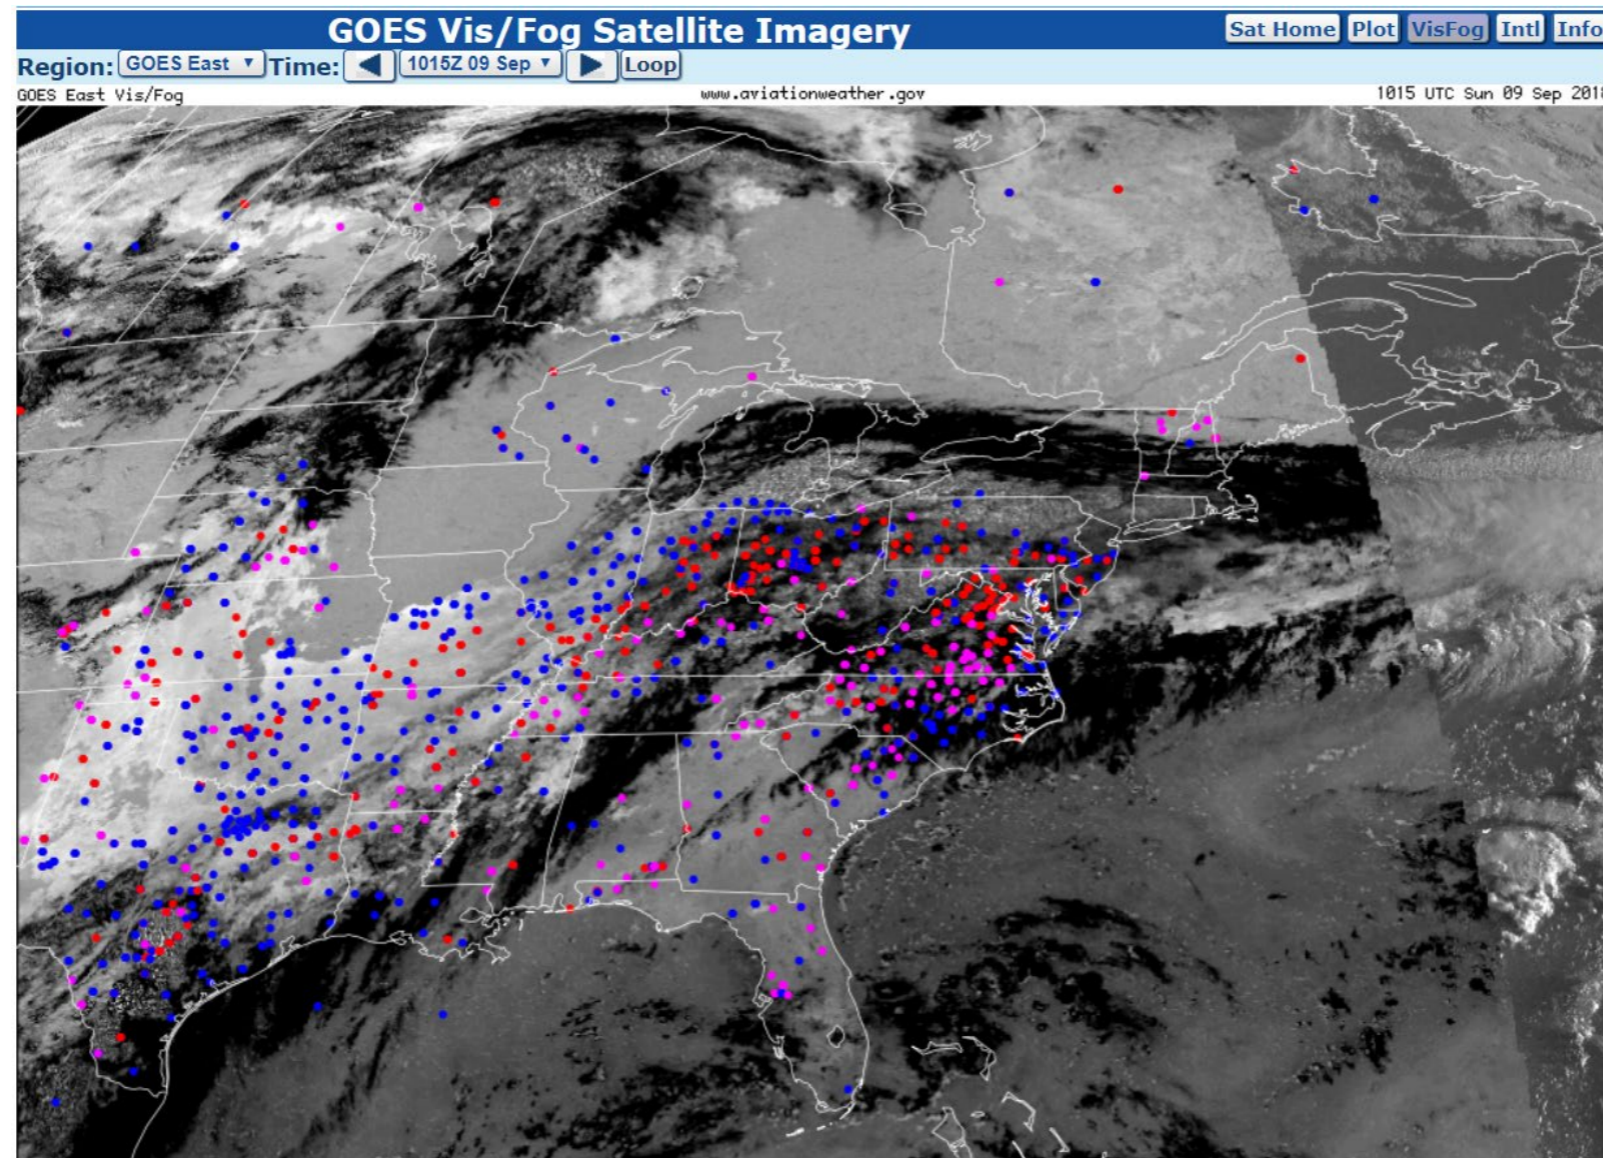 GOES Vis/Fog Satellite Imagery
Sat Home Plot VisFog Intl Info
Region: GOES East Time: 1015Z 09 Sep Loop
GOES East Vis/Fog www.aviationweather.gov 1015 UTC Sun 09 Sep 2018